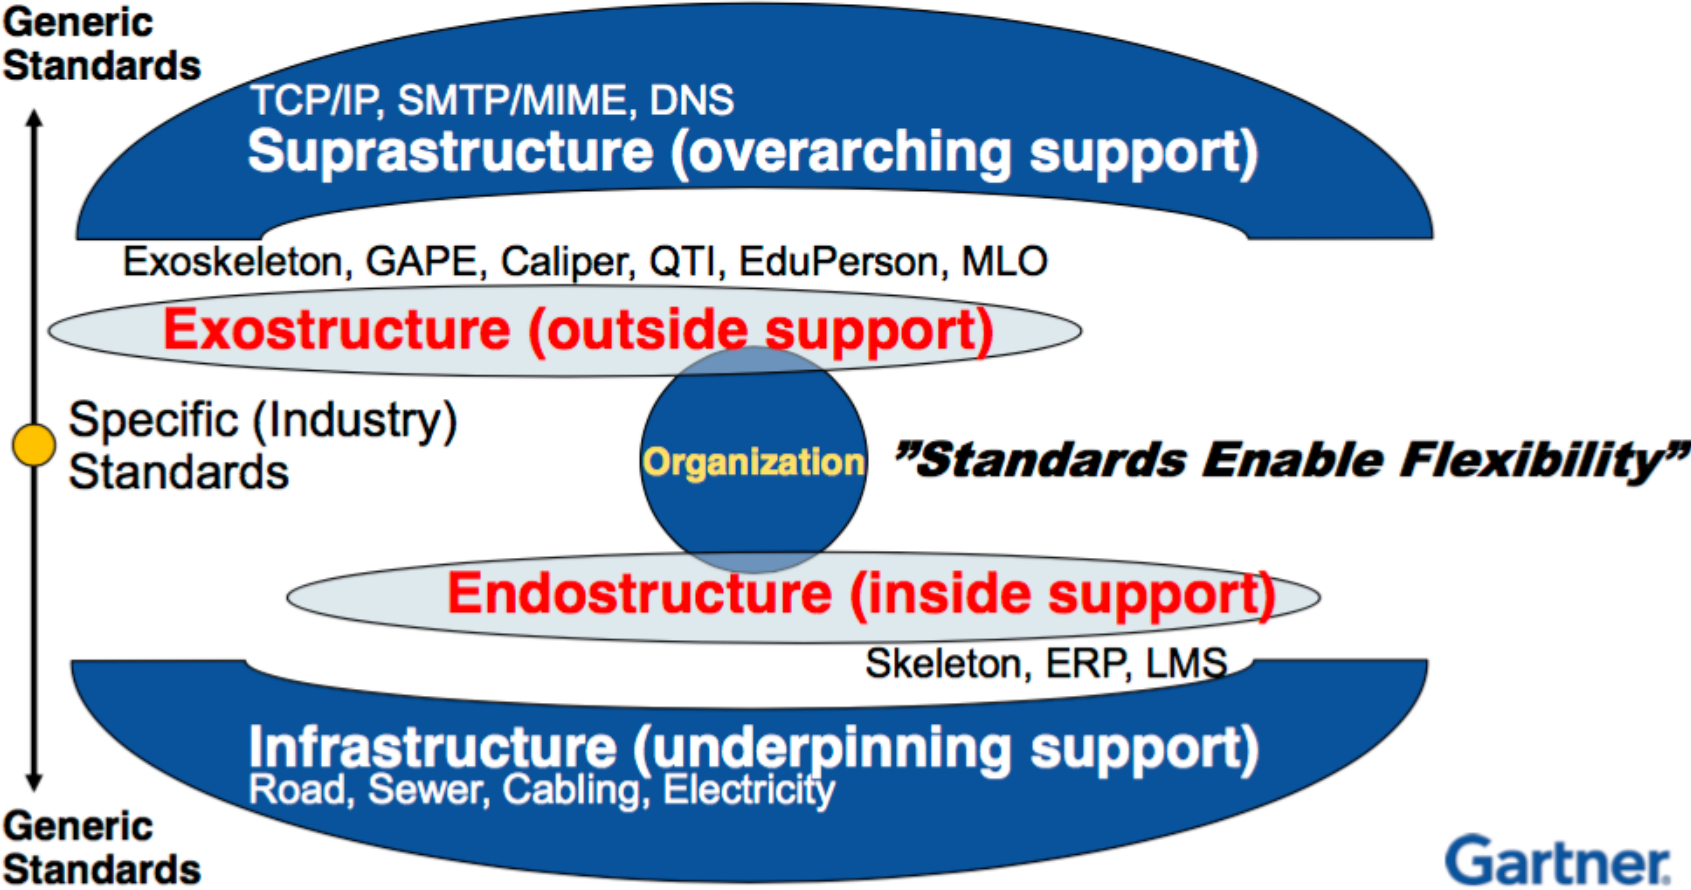 Generic
Standards
TCP/IP, SMTP/MIME, DNS
Suprastructure (overarching support)
Exoskeleton, GAPE, Caliper, QTI, EduPerson, MLO
Exostructure (outside support)
Specific (Industry)
Standards
Organization
”Standards Enable Flexibility”
Endostructure (inside support)
Skeleton, ERP, LMS
Infrastructure (underpinning support)
Road, Sewer, Cabling, Electricity
Generic
Standards
Gartner.